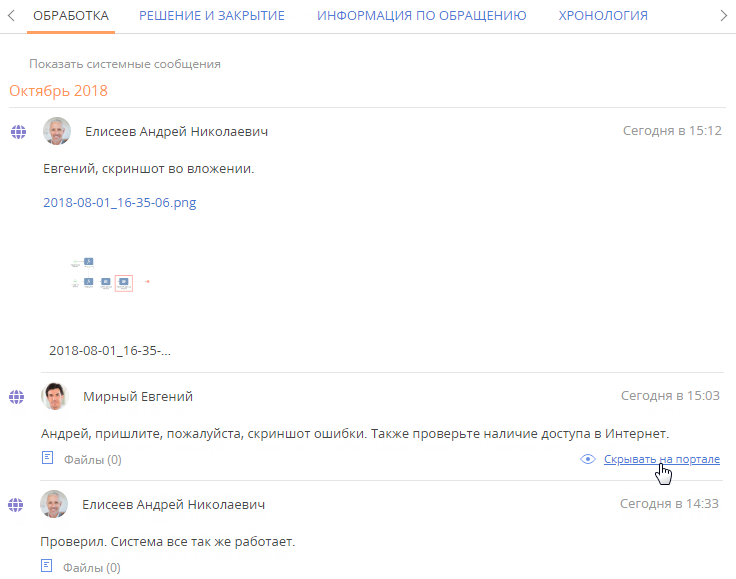 ОБРАБОТКА РЕШЕНИЕ И ЗАКРЫТИЕ ИНФОРМАЦИЯ ПО ОБРАЩЕНИЮ ХРОНОЛОГИЯ
Показать системные сообщения
Октябрь 2018
Елисеев Андрей Николаевич Сегодня в 15:12
Евгений, скриншот во вложении.
2018-08-01_16-35-06.png
2018-08-01_16-35-...
Мирный Евгений Сегодня в 15:03
Андрей, пришлите, пожалуйста, скриншот ошибки. Также проверьте наличие доступа в Интернет.
Файлы (0) Скрывать на портале
Елисеев Андрей Николаевич Сегодня в 14:33
Проверил. Система все так же работает.
Файлы (0)